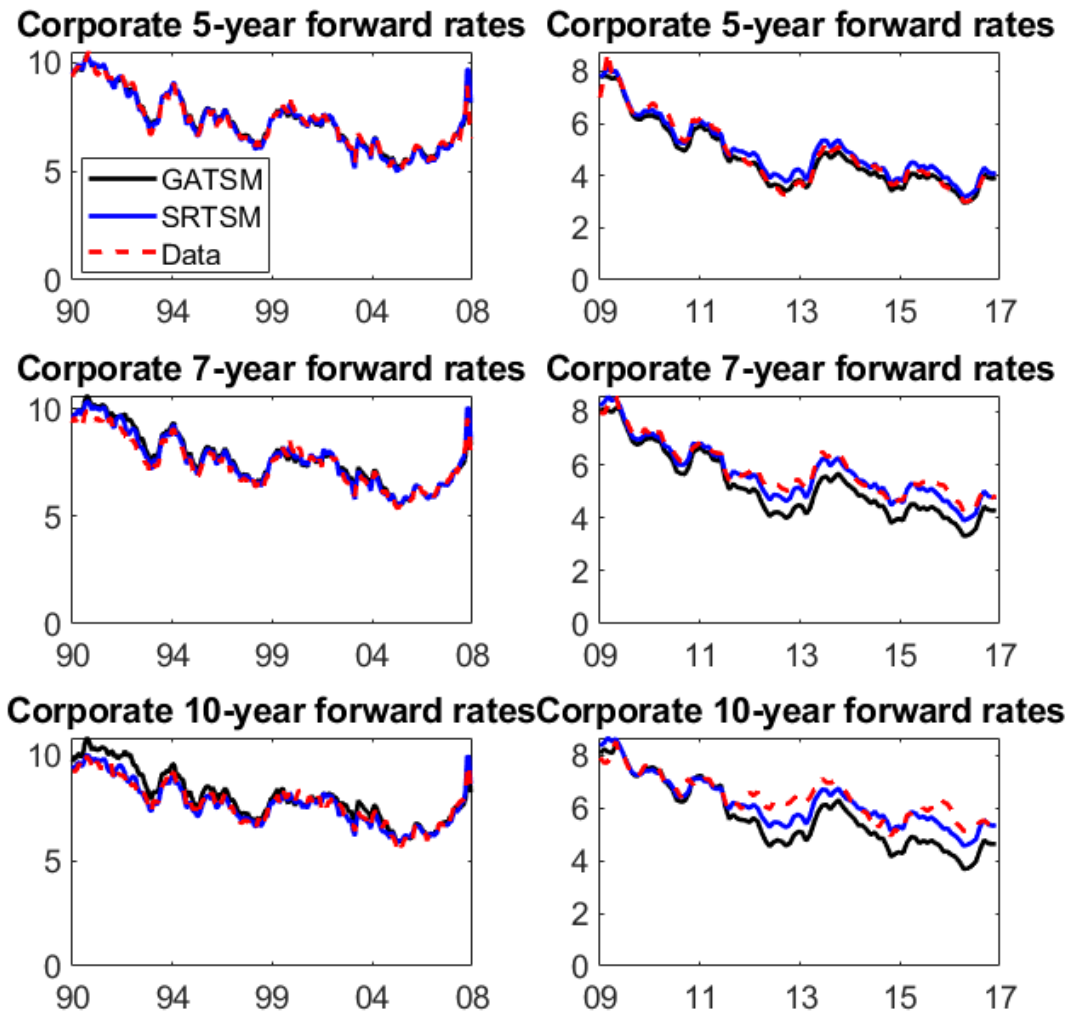 Corporate 5-year forward rates
10
5
0
GATSM
SRTSM
Data
90 94 99 04 08
Corporate 5-year forward rates
8
6
4
2
0
09 11 13 15 17
Corporate 7-year forward rates
10
5
0
90 94 99 04 08
Corporate 7-year forward rates
8
6
4
2
0
09 11 13 15 17
Corporate 10-year forward rates
10
5
0
90 94 99 04 08
Corporate 10-year forward rates
8
6
4
2
0
09 11 13 15 17